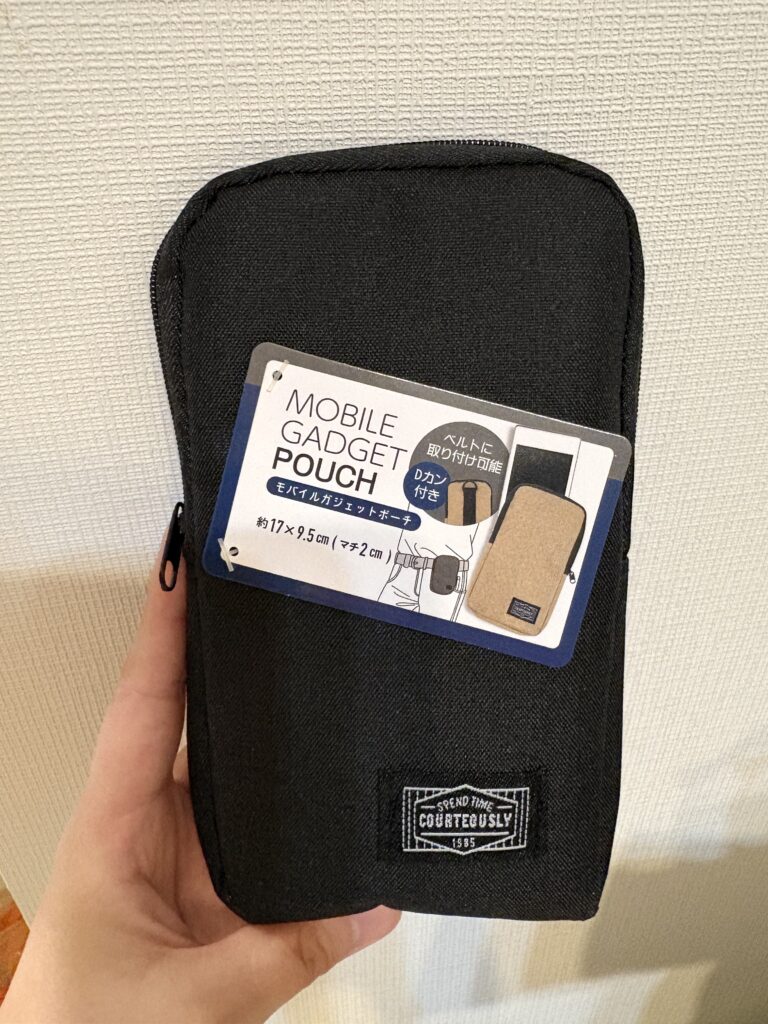 MOBILE
GADGET
POUCH
モバイルガジェットポーチ
約17×9.5cm(マチ2cm)
ベルトに
取り付け可能
Dカン
付き
SPEND TIME
COURTEOUSLY
1985